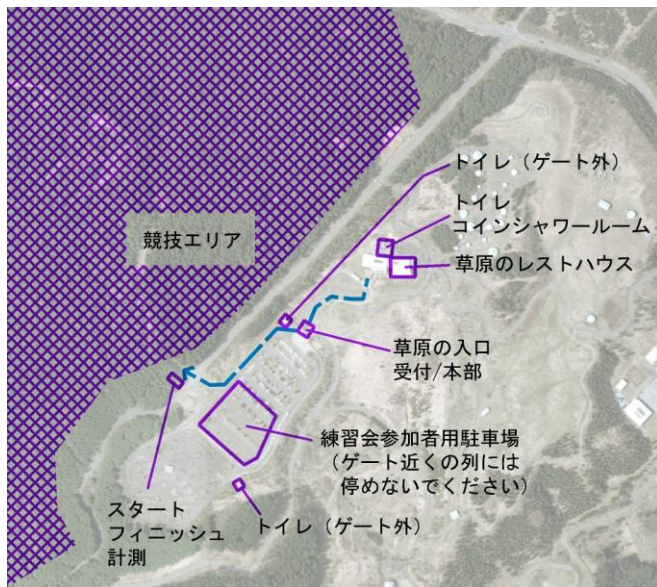 トイレ（ゲート外）
トイレ
コインシャワールーム
競技エリア
草原のレストハウス
草原の入口
受付/本部
練習会参加者用駐車場
（ゲート近くの列には
停めないでください）
スタート
フィニッシュ
計測
トイレ（ゲート外）